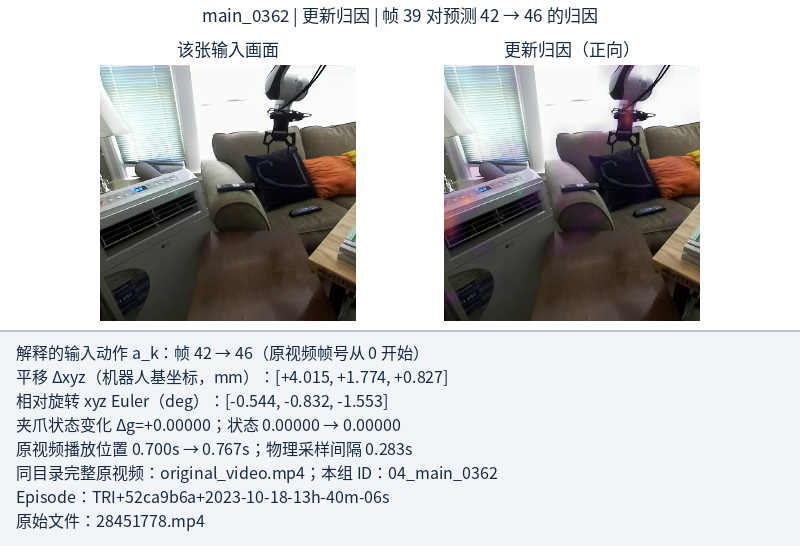 main_0362 | 更新归因 | 帧 39 对预测 42 → 46 的归因
该张输入画面
更新归因（正向）
解释的输入动作 a_k：帧 42 → 46（原视频帧号从 0 开始）
平移 Δxyz（机器人基坐标，mm）：[+4.015, +1.774, +0.827]
相对旋转 xyz Euler（deg）：[-0.544, -0.832, -1.553]
夹爪状态变化 Δg=+0.00000；状态 0.00000 → 0.00000
原视频播放位置 0.700s → 0.767s；物理采样间隔 0.283s
同目录完整原视频：original_video.mp4；本组 ID：04_main_0362
Episode：TRI+52ca9b6a+2023-10-18-13h-40m-06s
原始文件：28451778.mp4